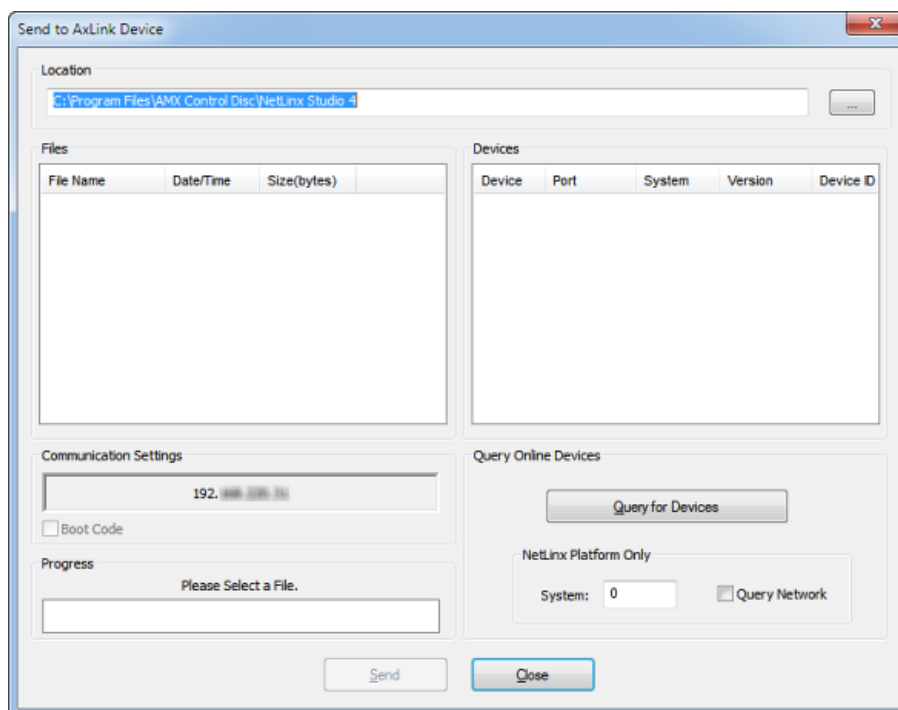 Send to AxLink Device
Location
C:\Program Files\AMX Control Disc\NetLinx Studio 4
...
Files
File Name Date/Time Size(bytes)
Devices
Device Port System Version Device ID
Communication Settings
192.
Boot Code
Progress
Please Select a File.
Query Online Devices
Query for Devices
NetLinx Platform Only
System: 0 Query Network
Send Close